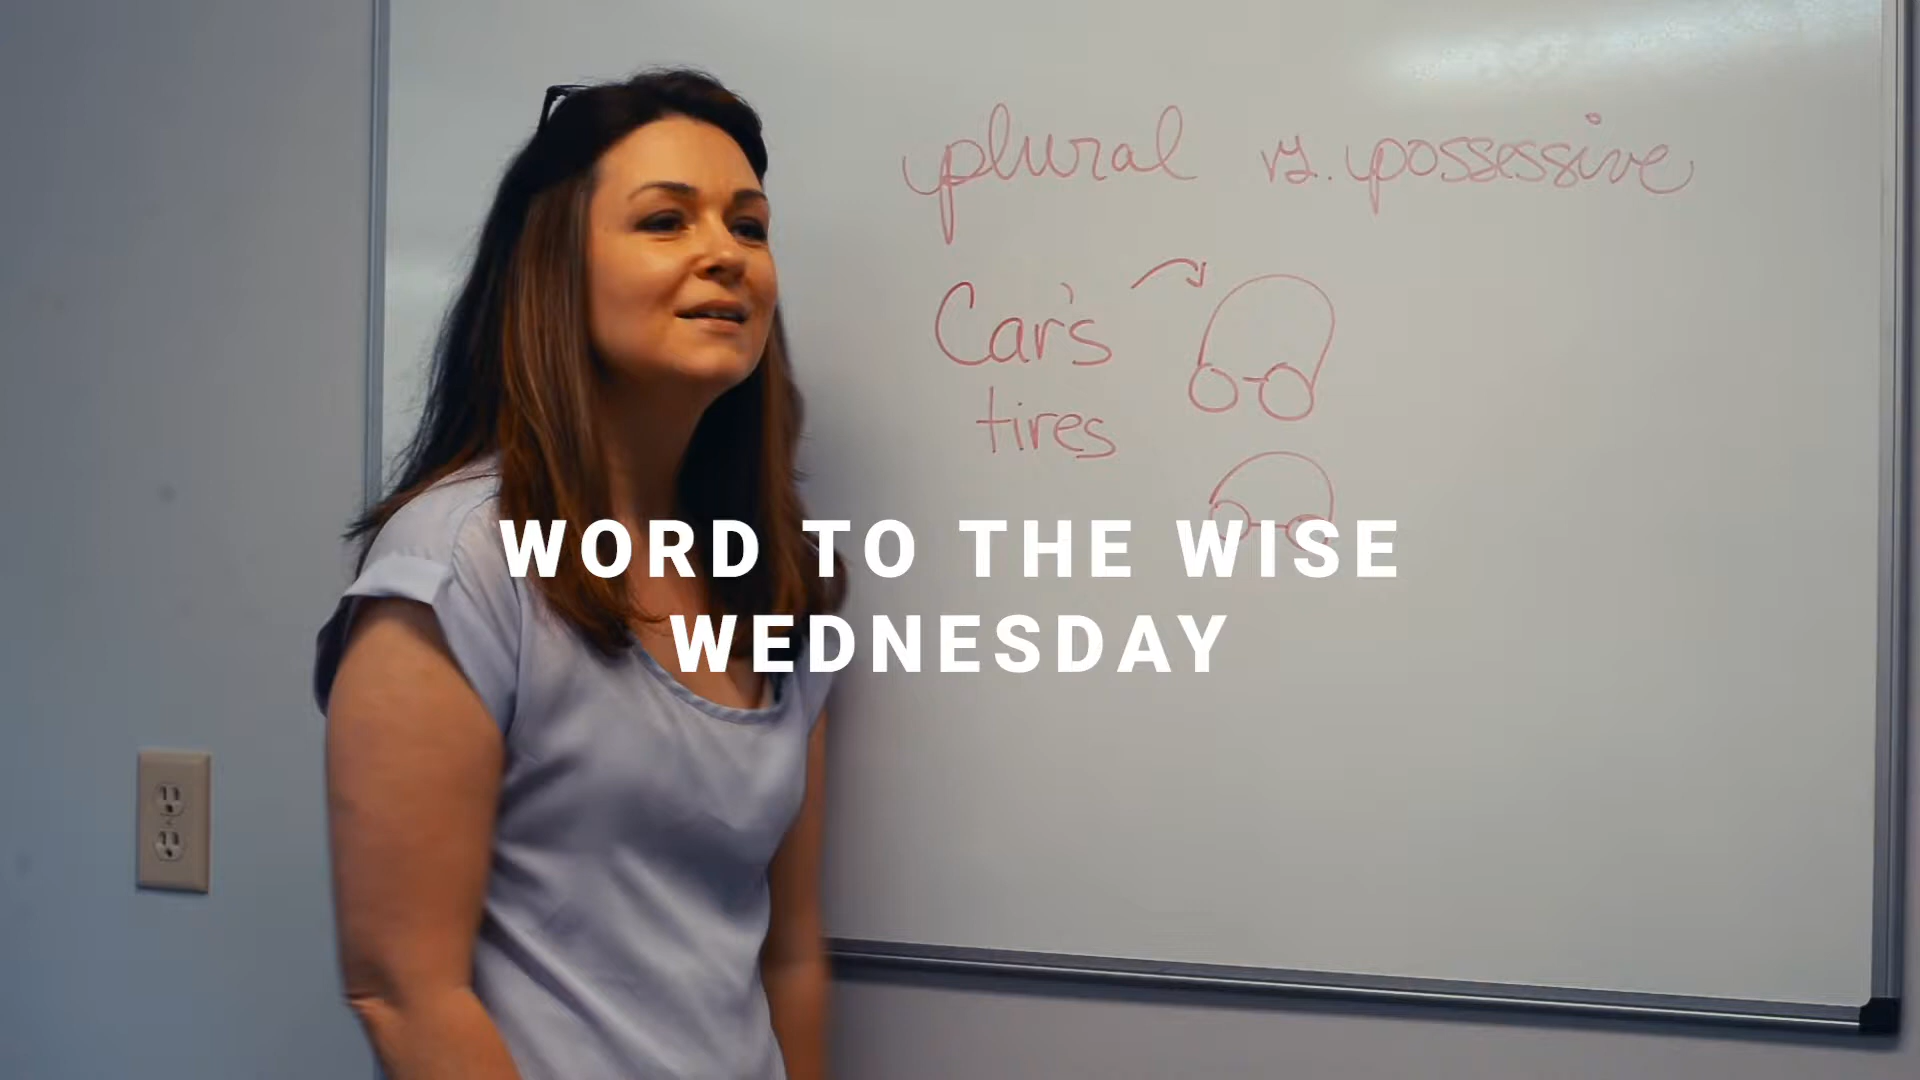 plural vs. possessive
Car's
tires
WORD TO THE WISE
WEDNESDAY